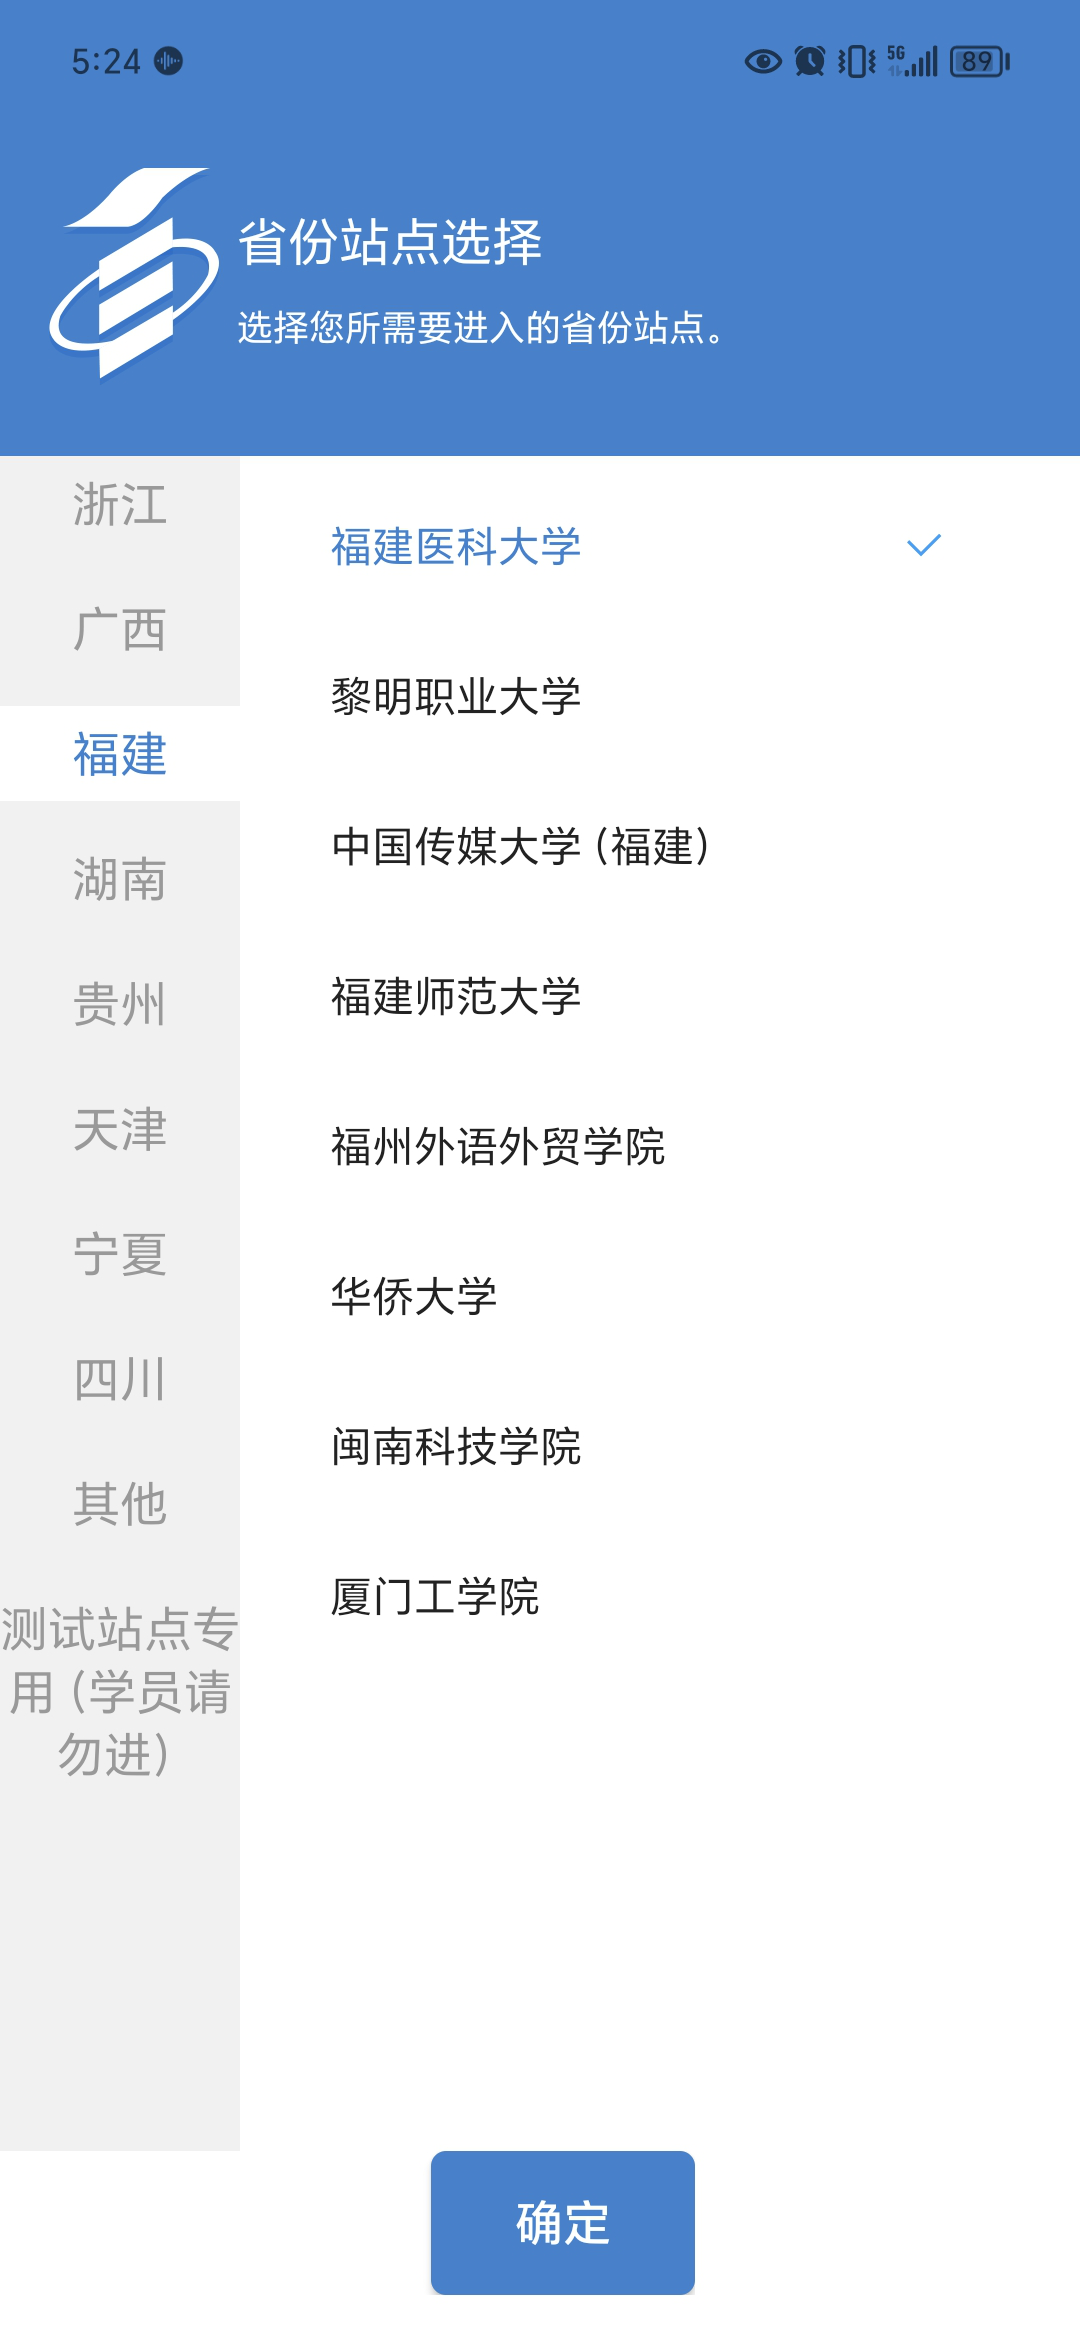 5:24
5G
89
省份站点选择
选择您所需要进入的省份站点。
浙江
广西
福建
湖南
贵州
天津
宁夏
四川
其他
测试站点专
用（学员请
勿进）
福建医科大学
黎明职业大学
中国传媒大学（福建）
福建师范大学
福州外语外贸学院
华侨大学
闽南科技学院
厦门工学院
确定